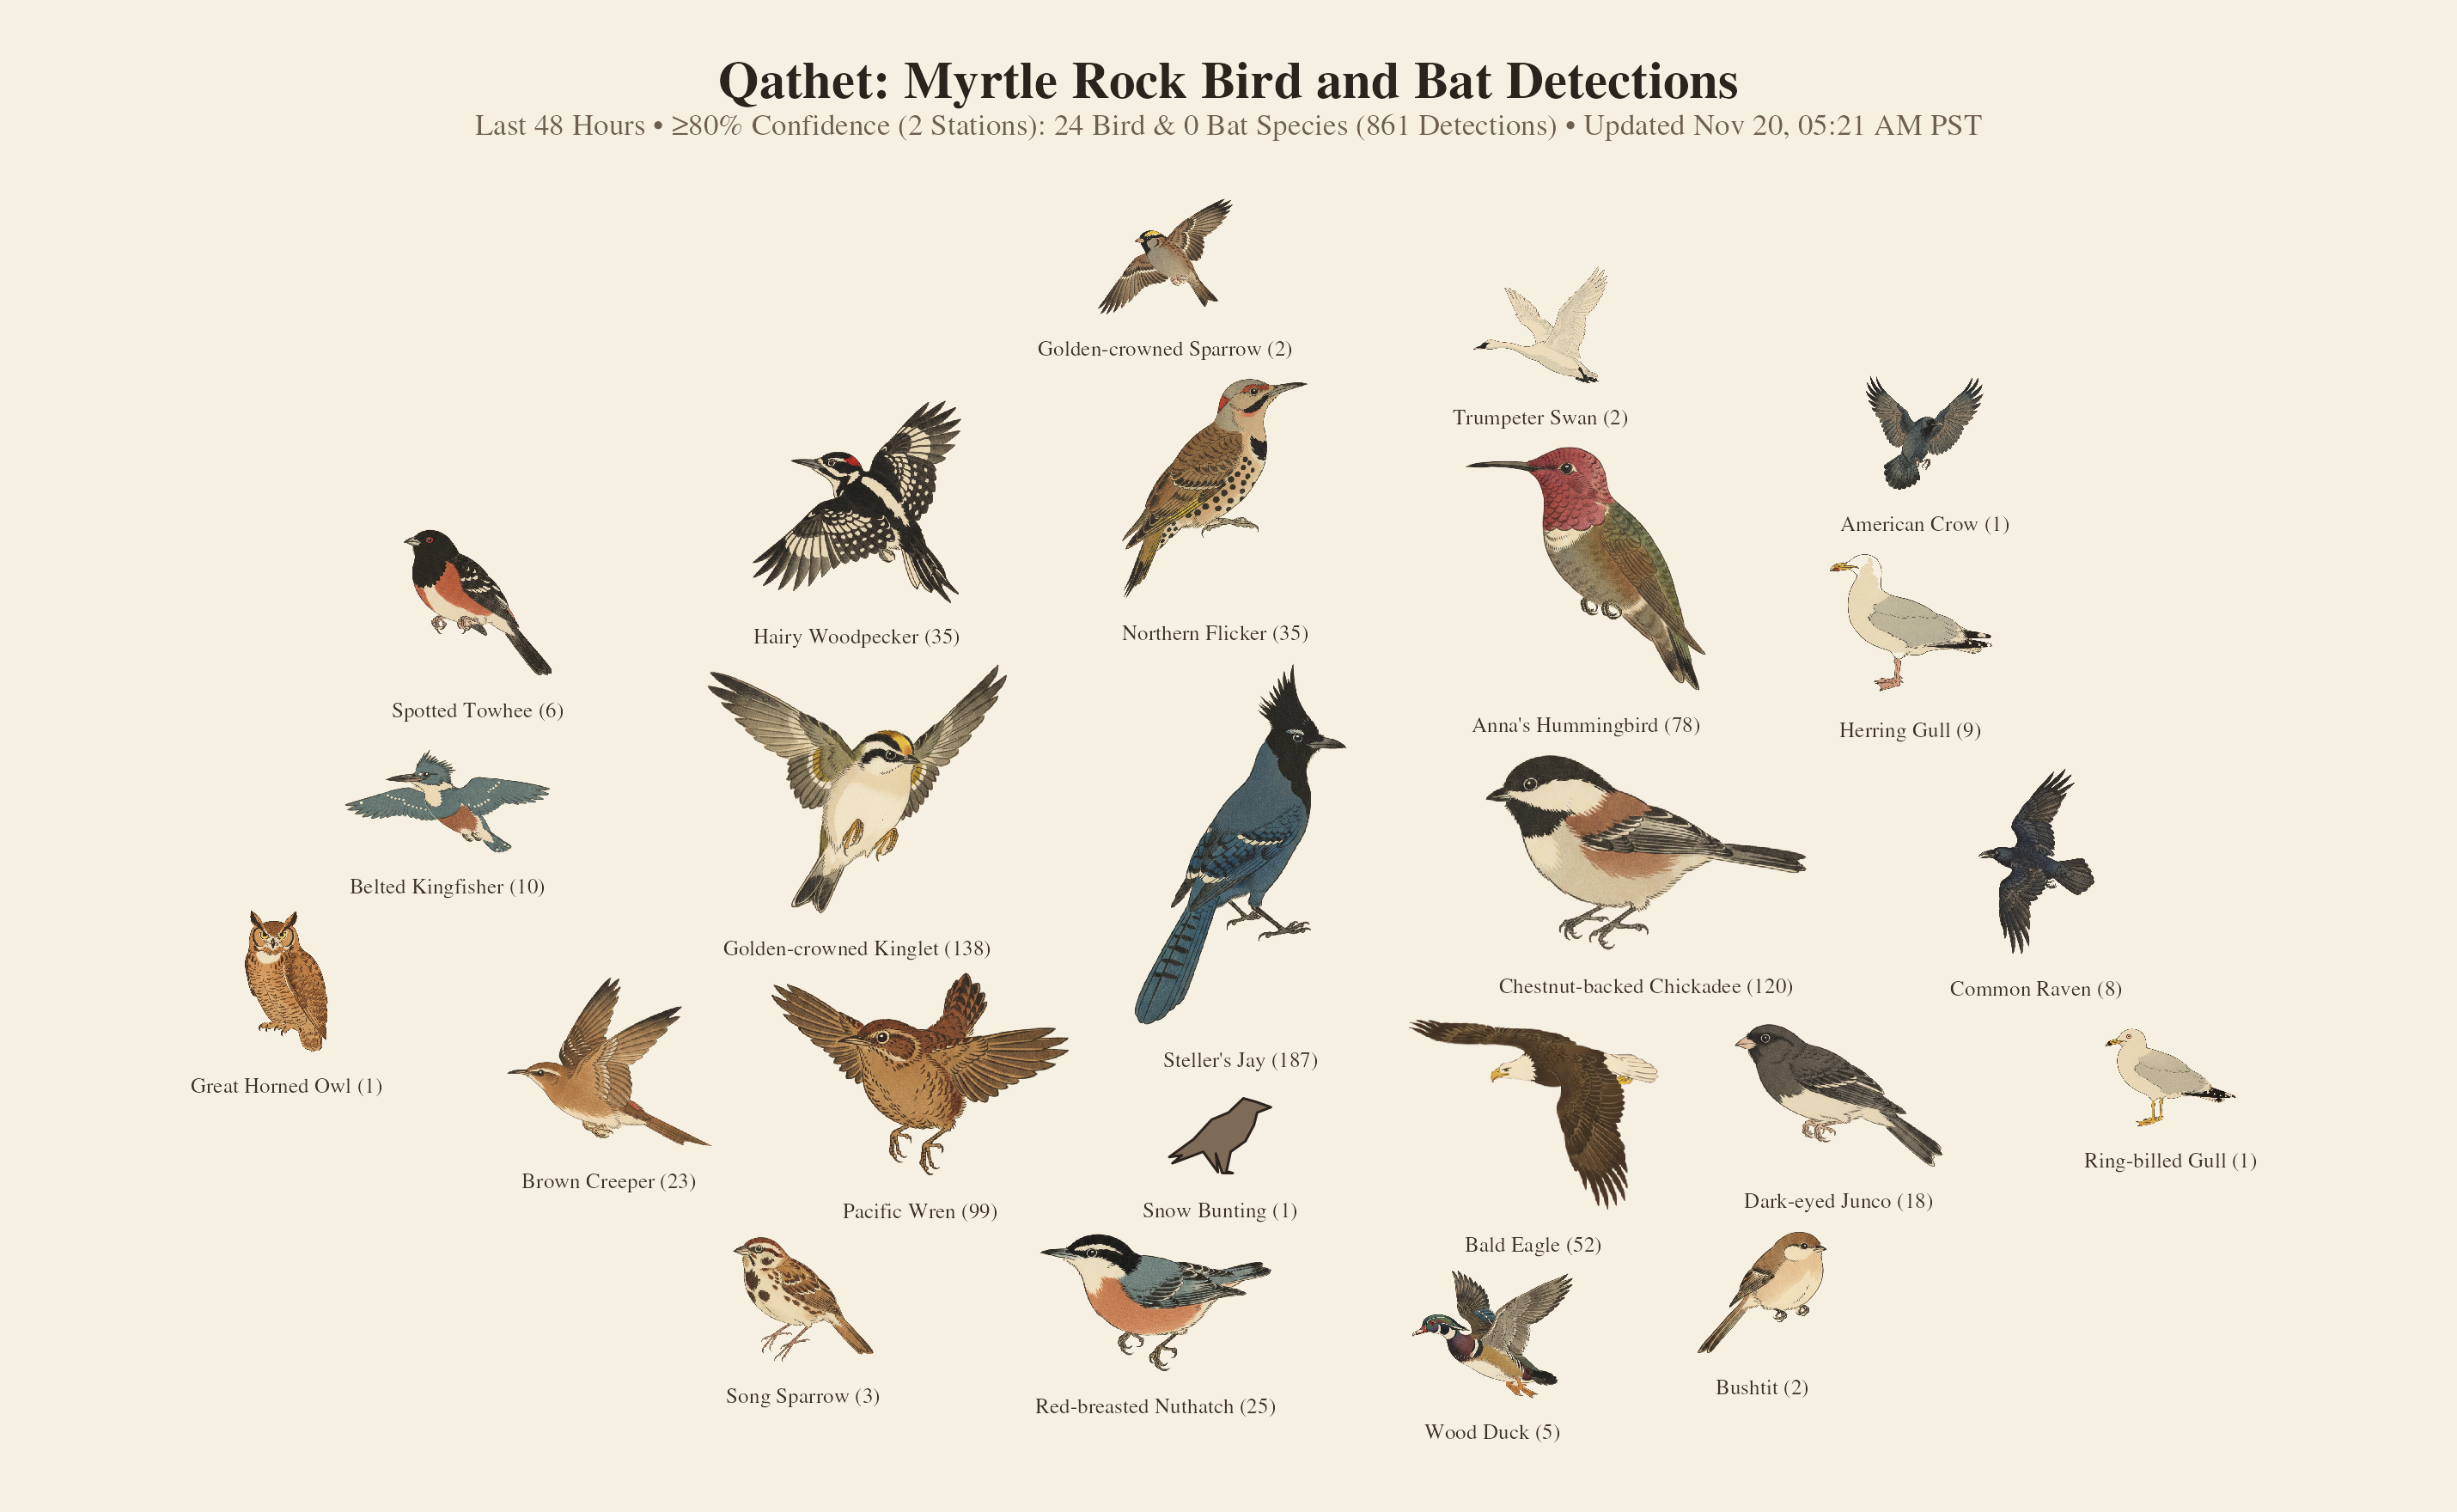 Qathet: Myrtle Rock Bird and Bat Detections
Last 48 Hours • ≥80% Confidence (2 Stations): 24 Bird & 0 Bat Species (861 Detections) • Updated Nov 20, 05:21 AM PST
Golden-crowned Sparrow (2)
Trumpeter Swan (2)
American Crow (1)
Hairy Woodpecker (35)
Northern Flicker (35)
Spotted Towhee (6)
Anna's Hummingbird (78)
Herring Gull (9)
Belted Kingfisher (10)
Golden-crowned Kinglet (138)
Chestnut-backed Chickadee (120)
Common Raven (8)
Steller's Jay (187)
Great Horned Owl (1)
Ring-billed Gull (1)
Brown Creeper (23)
Pacific Wren (99)
Snow Bunting (1)
Dark-eyed Junco (18)
Bald Eagle (52)
Song Sparrow (3)
Red-breasted Nuthatch (25)
Bushtit (2)
Wood Duck (5)